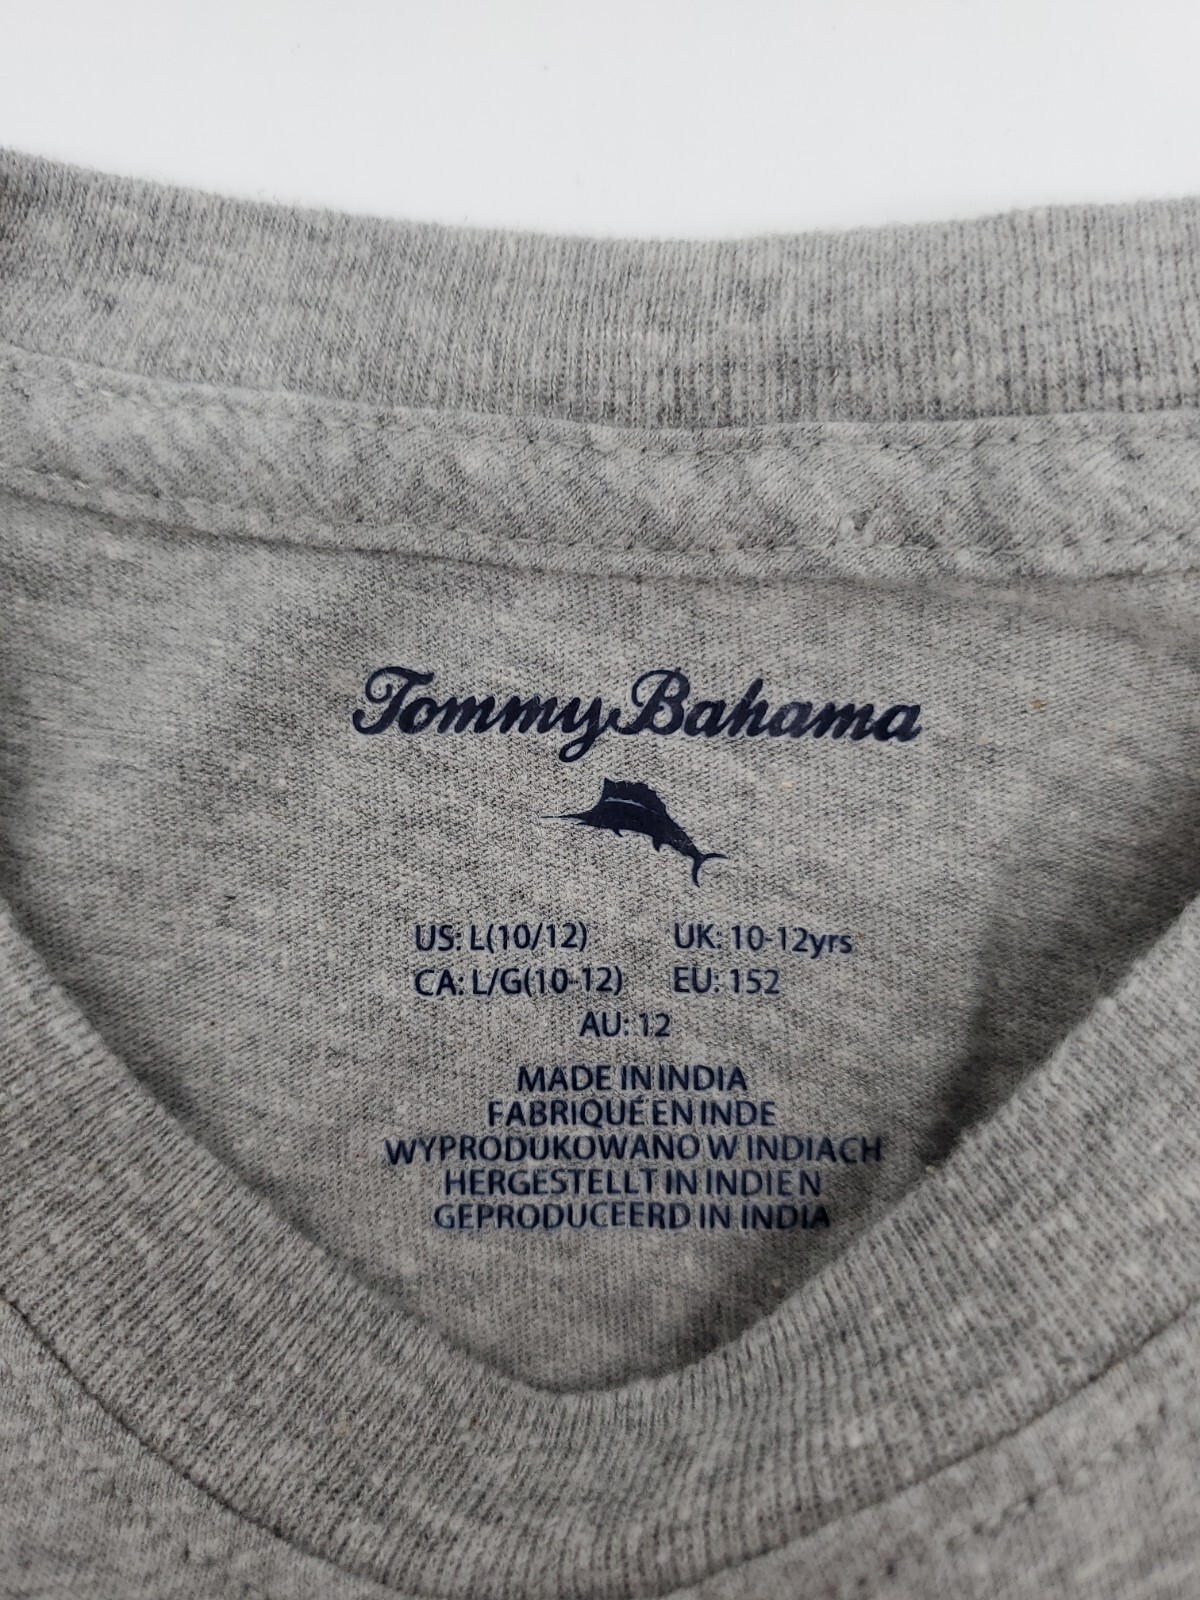 Tommy Bahama
US: L(10/12) UK: 10-12yrs
CA: L/G(10-12) EU: 152
AU: 12
MADE IN INDIA
FABRIQUÉ EN INDE
WYPRODUKOWANO W INDIACH
HERGESTELLT IN INDIEN
GEPRODUCEERD IN INDIA